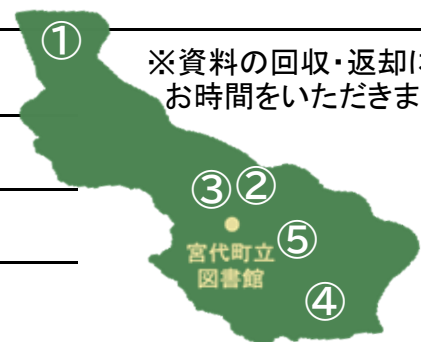 ①
※資料の回収・返却に
お時間をいただきま
③②
⑤
宮代町立
図書館
④